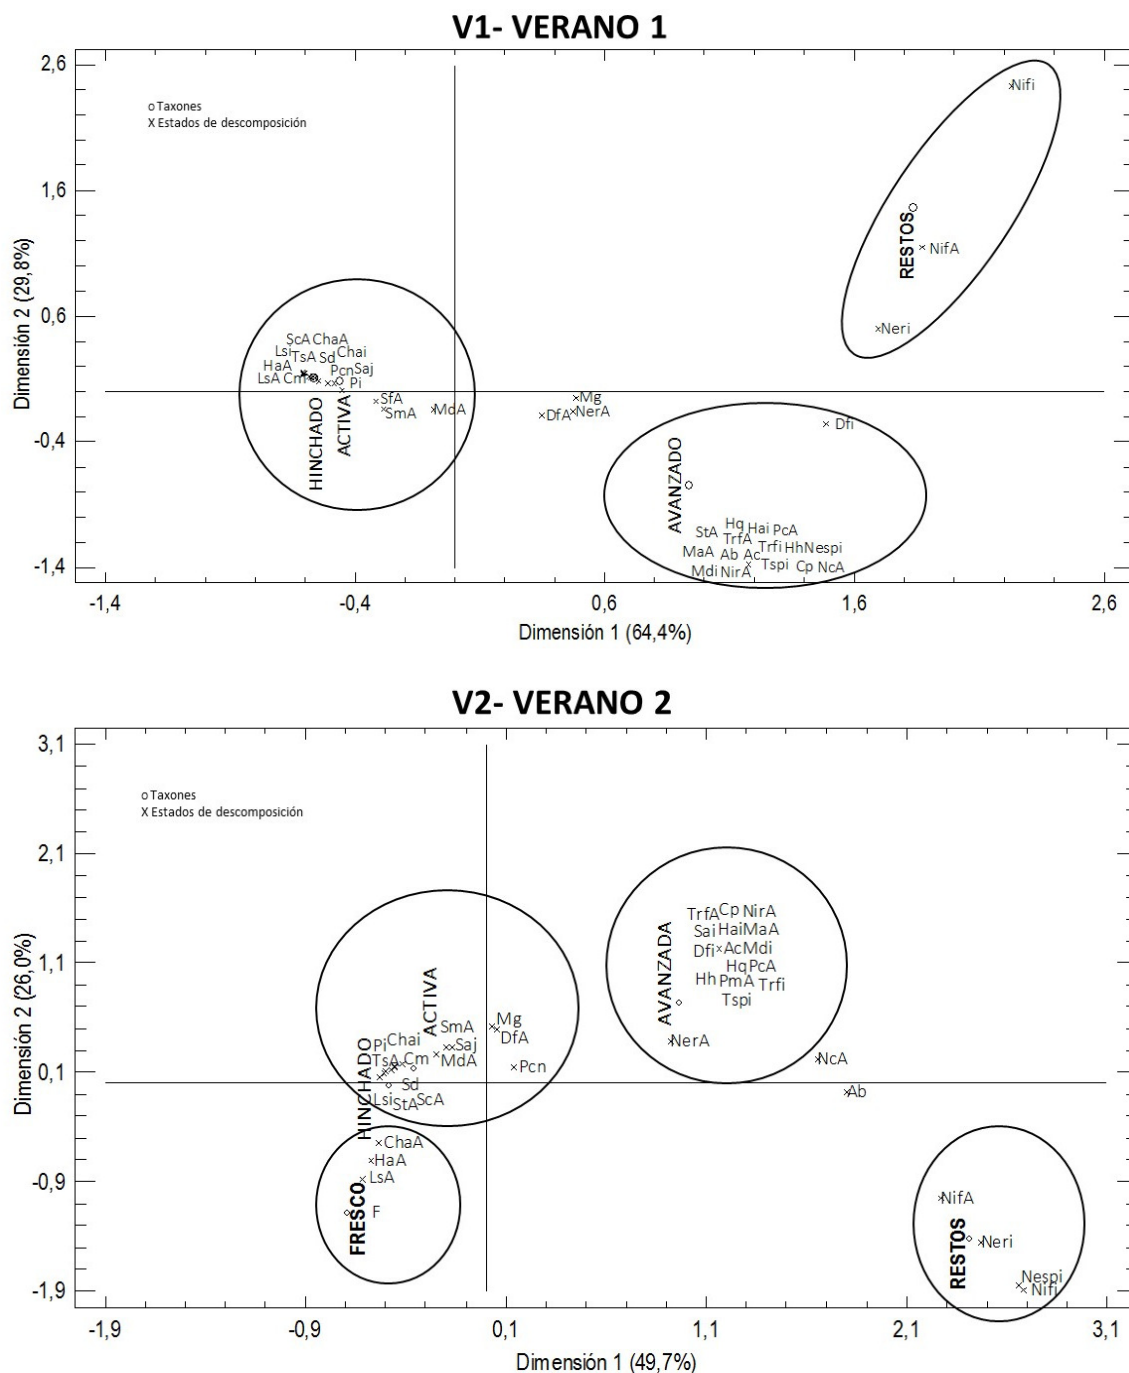 V1- VERANO 1
2,6
1,6
0,6
-0,4
-1,4
Dimensión 2 (29,8%)
o Taxones
X Estados de descomposición
Nifi
RESTOS
NifA
Neri
ScA ChaA
Lsi TsA Sd Chai
HaA Pcn Saj
LsA Cm Pi
SfA
SmA MdA
HINCHADO
ACTIVA
Mg
DfA NerA
Dfi
AVANZADO
Hq Hai PcA
StA TrfA
Trfi Hh Nespi
MaA Ab Ac
Tspi Cp NcA
Mdi NirA
-1,4 -0,4 0,6 1,6 2,6
Dimensión 1 (64,4%)
V2- VERANO 2
3,1
2,1
1,1
0,1
-0,9
-1,9
Dimensión 2 (26,0%)
o Taxones
X Estados de descomposición
TrfA Cp NirA
Sai Hai MaA
Dfi Ac Mdi
Hq PcA
Hh PmA Trfi
Tspi
AVANZADA
NerA
NcA
Ab
ACTIVA
SmA Mg
Pi Chai Saj DfA
TsA Cm MdA Pcn
Sd
Lsi StA ScA
HINCHADO
ChaA
HaA
LsA
F
FRESCO
NifA
RESTOS
Neri
Nespi
Nifi
-1,9 -0,9 0,1 1,1 2,1 3,1
Dimensión 1 (49,7%)